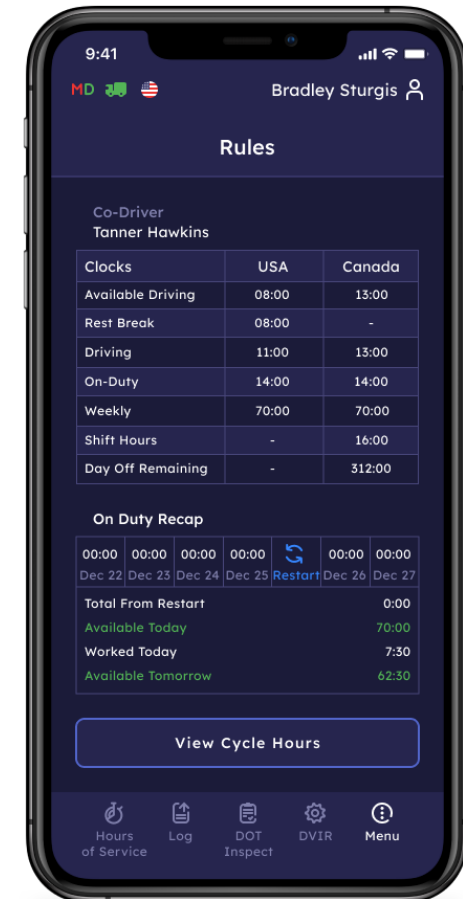 9:41
MD Bradley Sturgis
Rules
Co-Driver
Tanner Hawkins
Clocks USA Canada
Available Driving 08:00 13:00
Rest Break 08:00 -
Driving 11:00 13:00
On-Duty 14:00 14:00
Weekly 70:00 70:00
Shift Hours - 16:00
Day Off Remaining - 312:00
On Duty Recap
00:00 00:00 00:00 00:00 00:00 00:00
Dec 22 Dec 23 Dec 24 Dec 25 Restart Dec 26 Dec 27
Total From Restart 0:00
Available Today 70:00
Worked Today 7:30
Available Tomorrow 62:30
View Cycle Hours
Hours Log DOT DVIR Menu
of Service Inspect